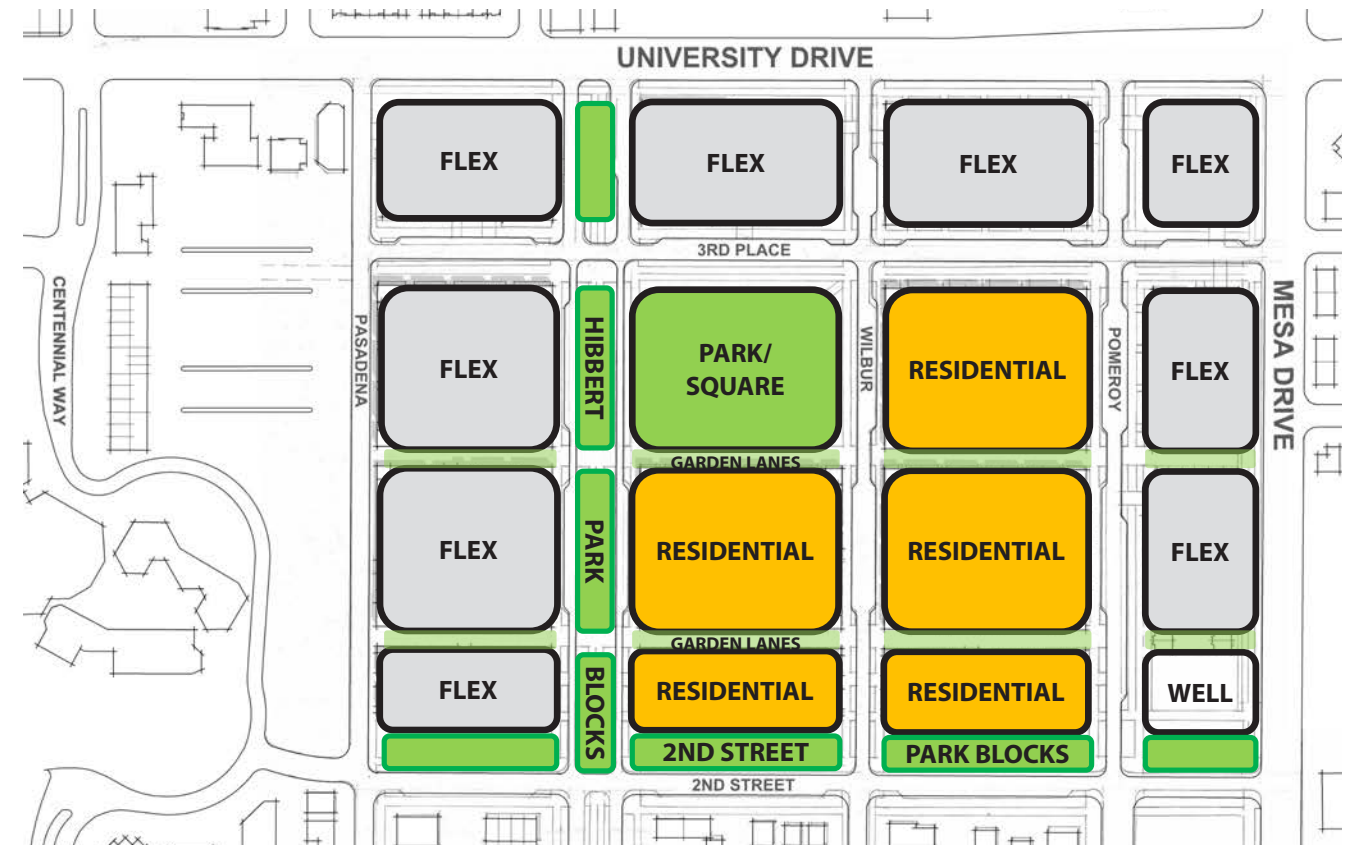 UNIVERSITY DRIVE
FLEX
FLEX
FLEX
FLEX
3RD PLACE
CENTENNIAL WAY
PASADENA
FLEX
HIBBERT
PARK/
SQUARE
WILBUR
RESIDENTIAL
POMEROY
FLEX
MESA DRIVE
GARDEN LANES
FLEX
PARK
RESIDENTIAL
RESIDENTIAL
FLEX
GARDEN LANES
FLEX
BLOCKS
RESIDENTIAL
RESIDENTIAL
WELL
2ND STREET
PARK BLOCKS
2ND STREET